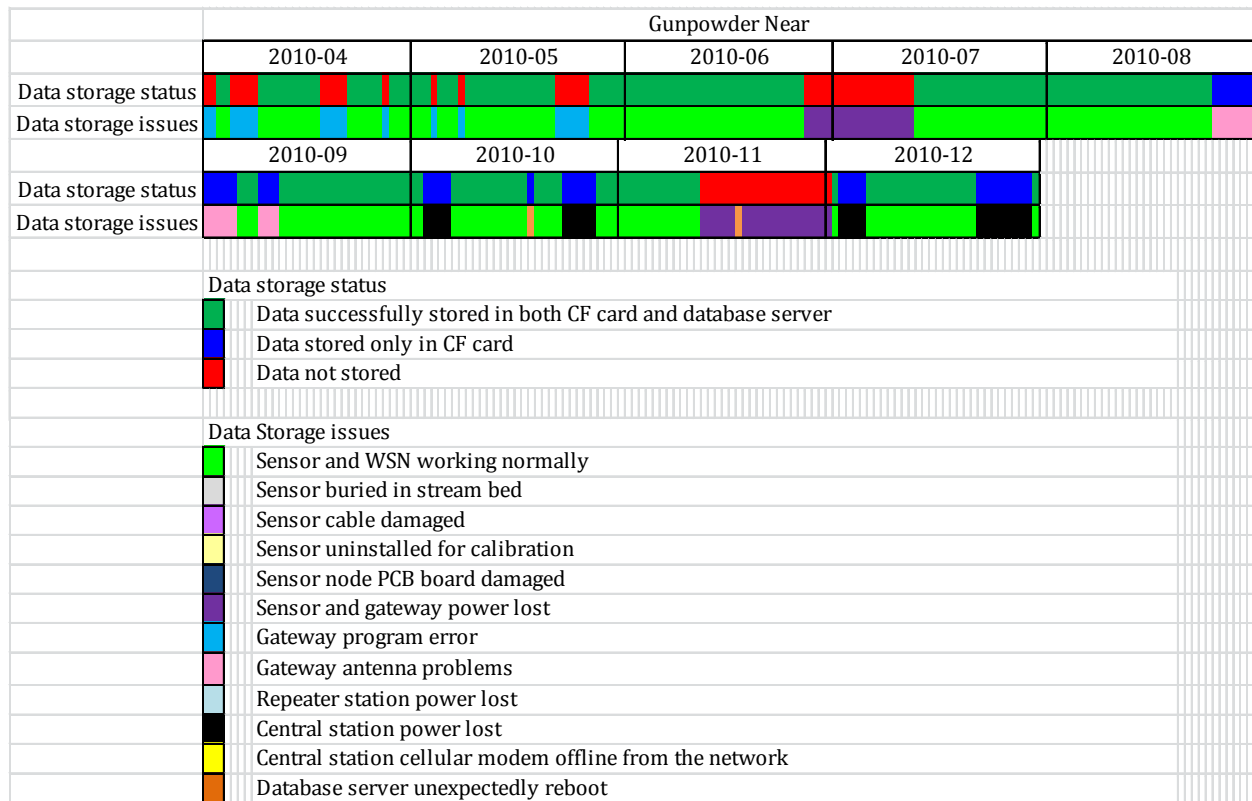 Gunpowder Near
2010-04 2010-05 2010-06 2010-07 2010-08
Data storage status
Data storage issues
2010-09 2010-10 2010-11 2010-12
Data storage status
Data storage issues
Data storage status
Data successfully stored in both CF card and database server
Data stored only in CF card
Data not stored
Data Storage issues
Sensor and WSN working normally
Sensor buried in stream bed
Sensor cable damaged
Sensor uninstalled for calibration
Sensor node PCB board damaged
Sensor and gateway power lost
Gateway program error
Gateway antenna problems
Repeater station power lost
Central station power lost
Central station cellular modem offline from the network
Database server unexpectedly reboot